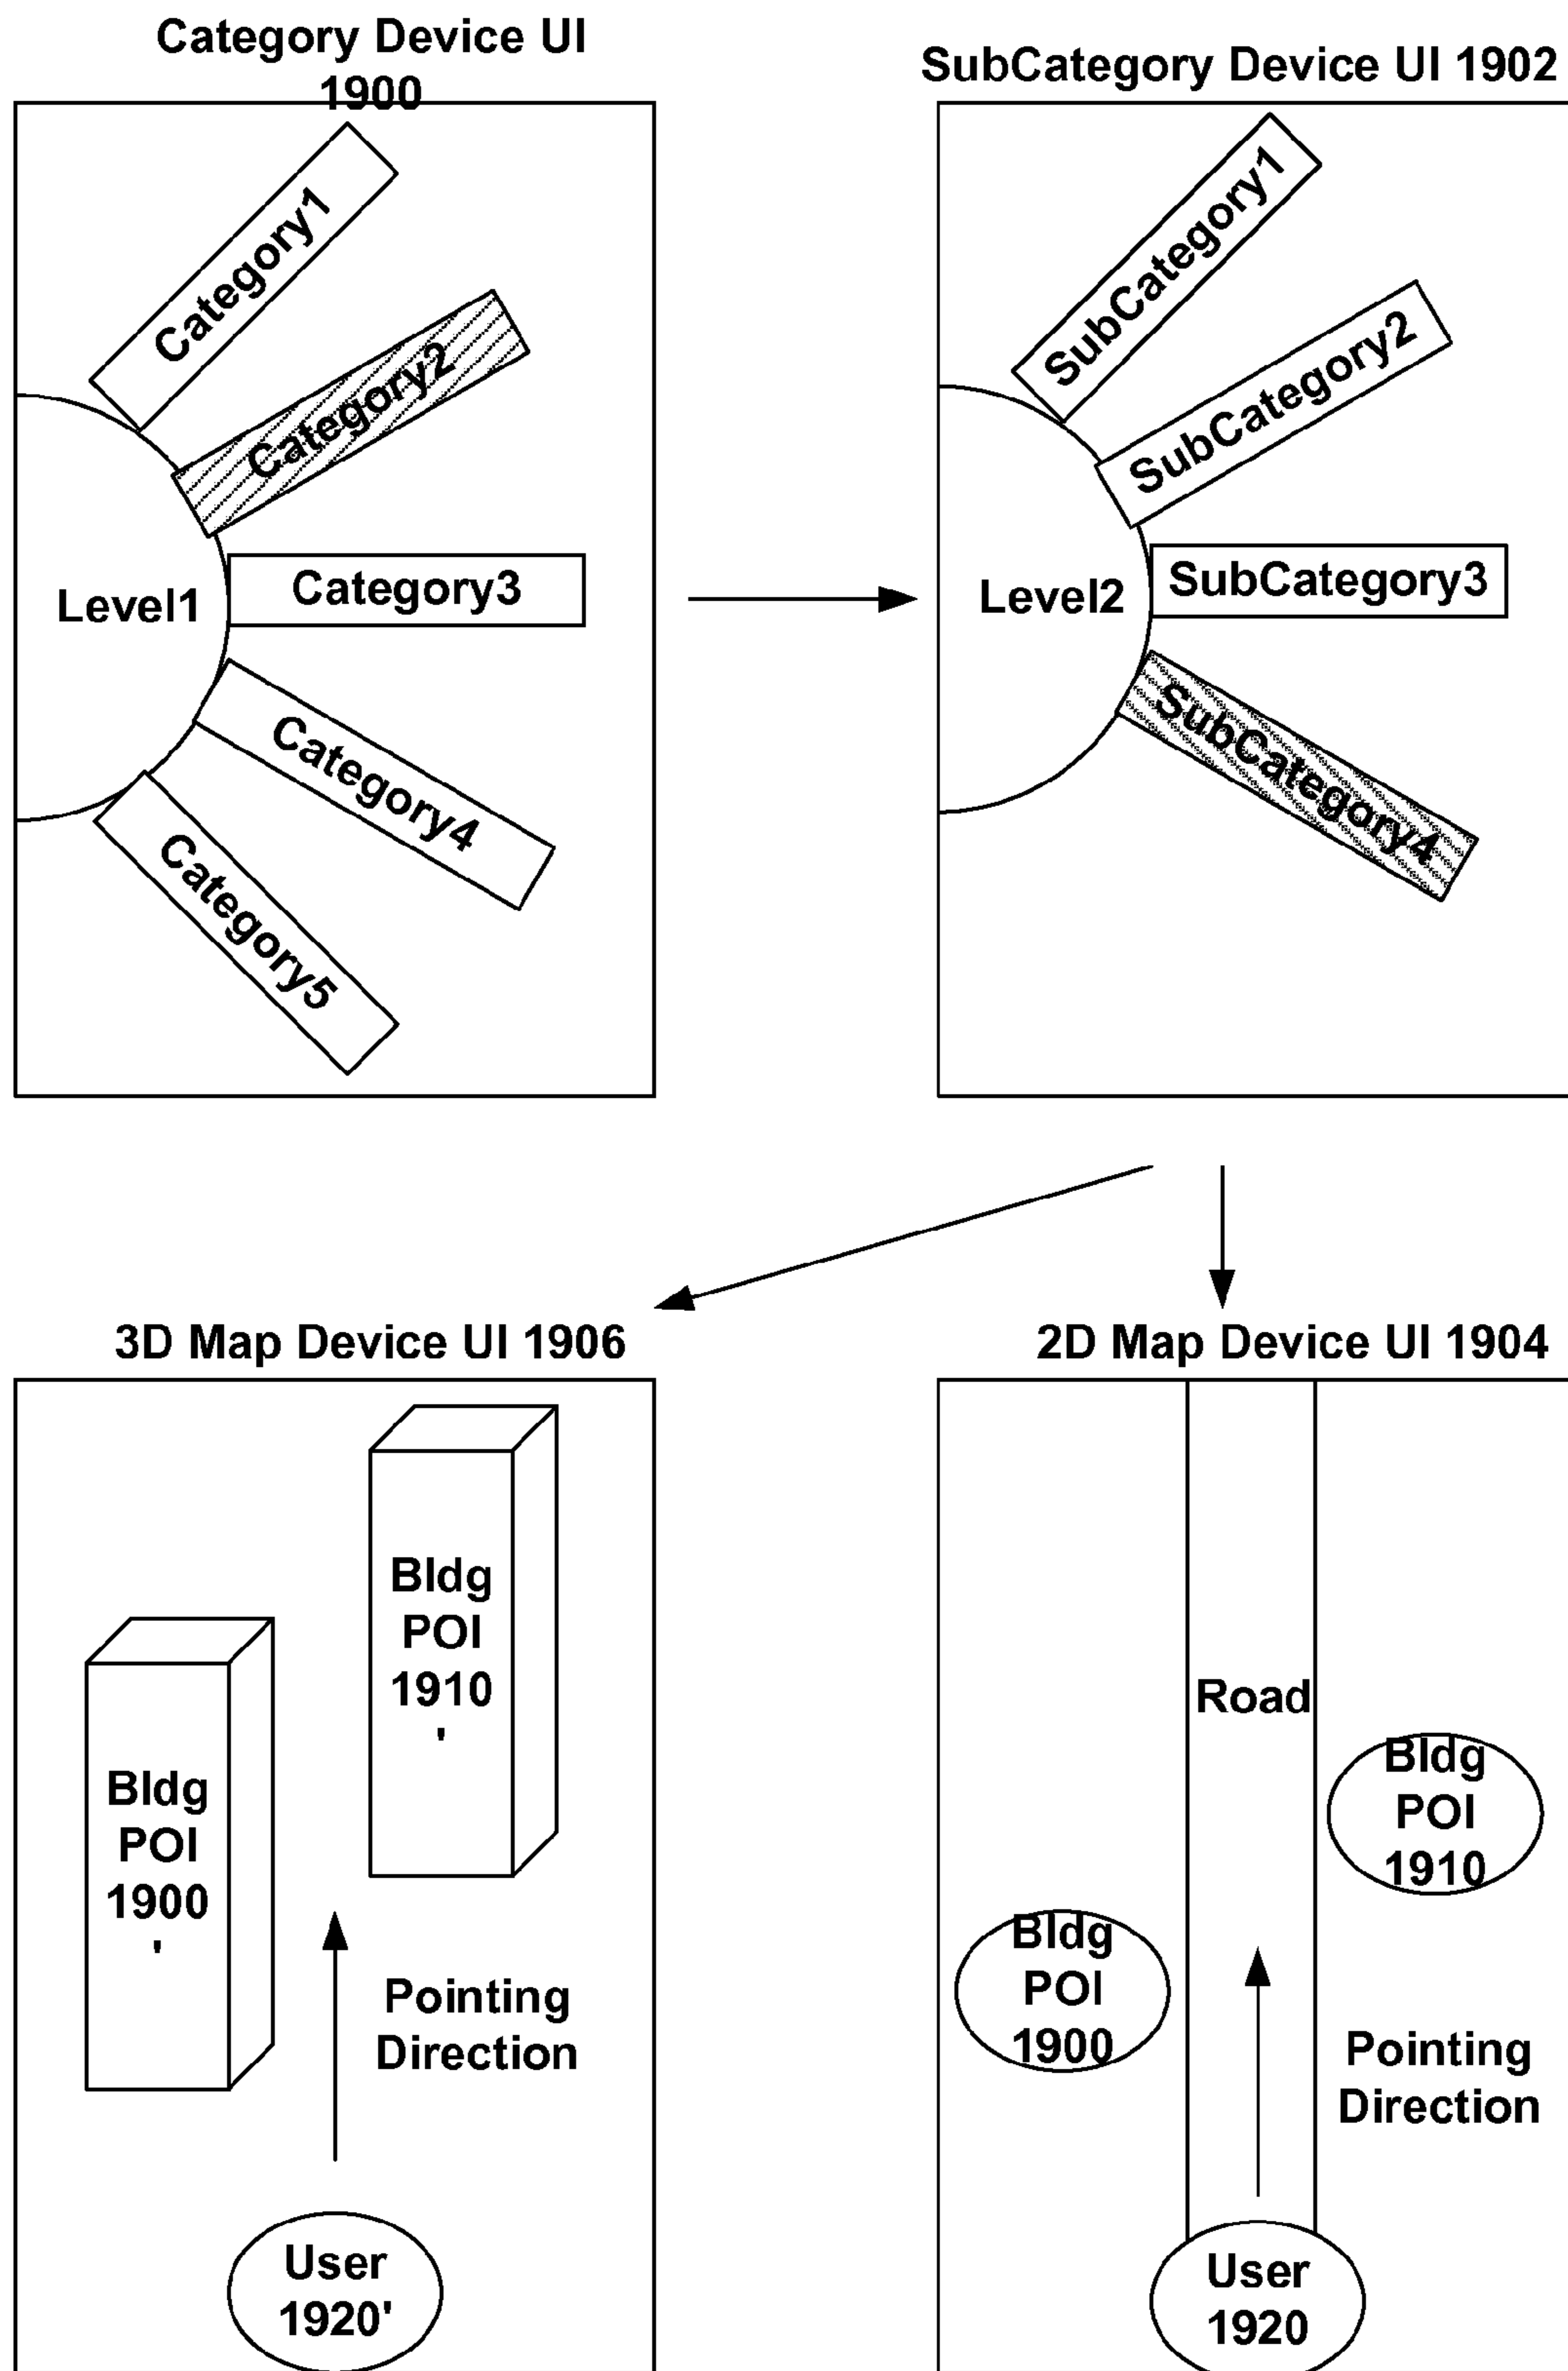 Category Device UI
1900
Category1
Category2
Category3
Level1
Category4
Category5
SubCategory Device UI 1902
SubCategory1
SubCategory2
SubCategory3
Level2
SubCategory4
3D Map Device UI 1906
Bldg
POI
1910
'
Bldg
POI
1900
'
Pointing
Direction
User
1920'
2D Map Device UI 1904
Road
Bldg
POI
1910
Bldg
POI
1900
Pointing
Direction
User
1920